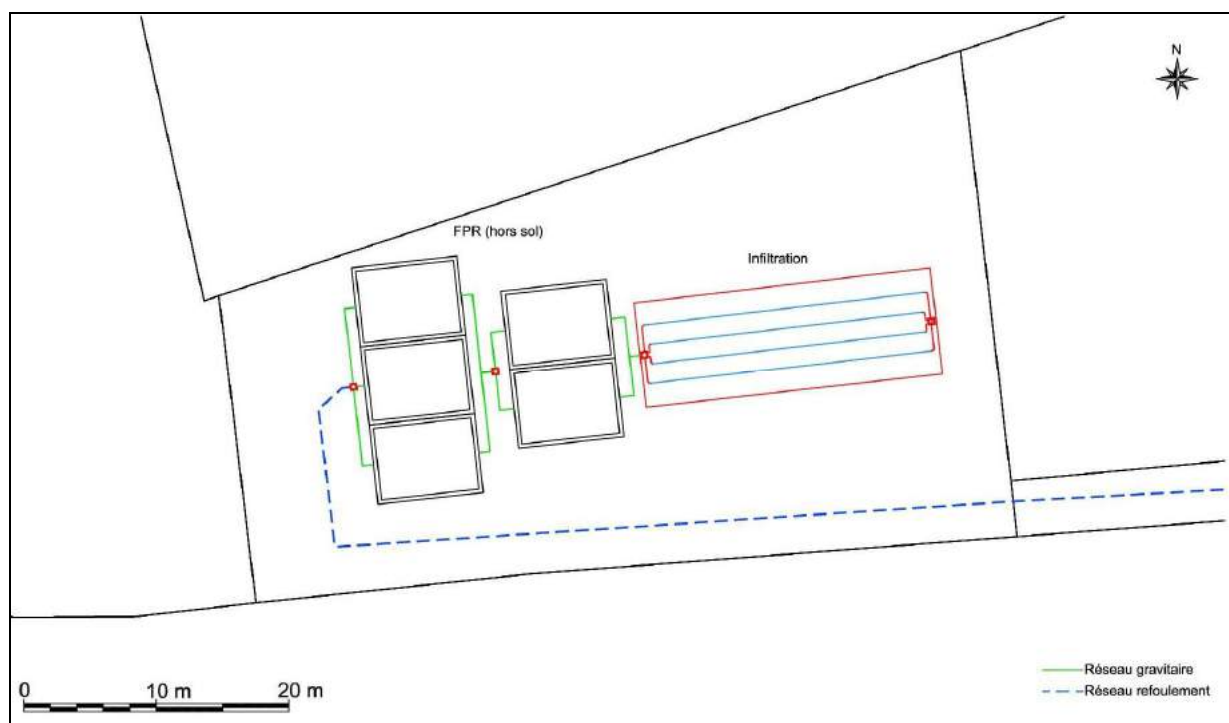 N
FPR (hors sol)
Infiltration
Réseau gravitaire
Réseau refoulement
0 10 m 20 m